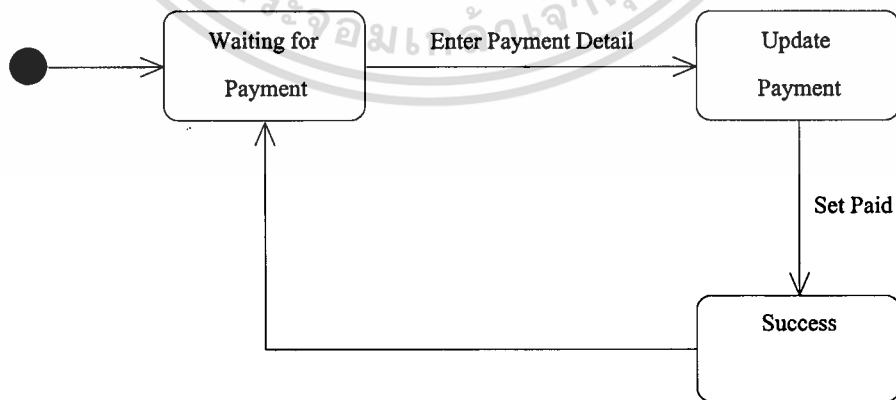 Waiting for
Payment
Enter Payment Detail
Update
Payment
Set Paid
Success